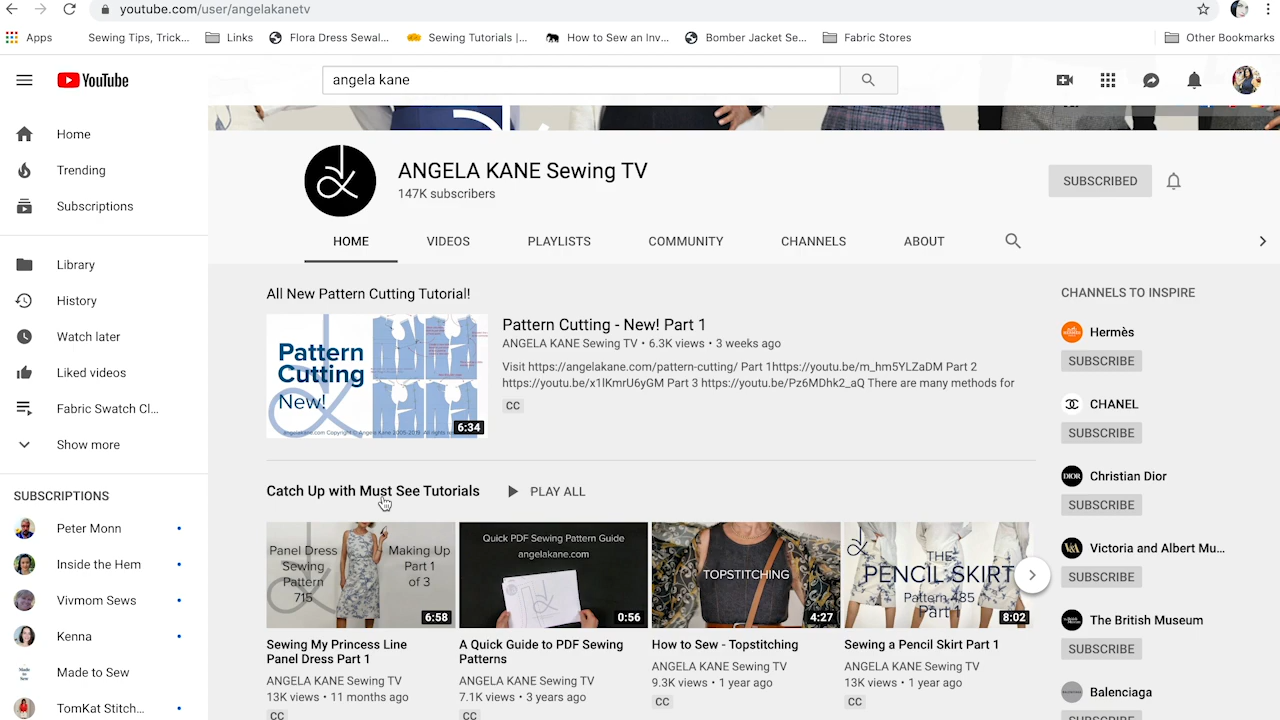 youtube.com/user/angelakanetv
Apps
Sewing Tips, Trick...
Links
Flora Dress Sewal...
Sewing Tutorials |...
How to Sew an Inv...
Bomber Jacket Se...
Fabric Stores
Other Bookmarks
YouTube
angela kane
Home
Trending
Subscriptions
Library
History
Watch later
Liked videos
Fabric Swatch Cl...
Show more
SUBSCRIPTIONS
Peter Monn
Inside the Hem
Vivmom Sews
Kenna
Made to Sew
TomKat Stitch...
ANGELA KANE Sewing TV
147K subscribers
SUBSCRIBED
HOME
VIDEOS
PLAYLISTS
COMMUNITY
CHANNELS
ABOUT
All New Pattern Cutting Tutorial!
Pattern
Cutting
New!
6:34
Pattern Cutting - New! Part 1
ANGELA KANE Sewing TV • 6.3K views • 3 weeks ago
Visit https://angelakane.com/pattern-cutting/ Part 1https://youtu.be/m_hm5YLZaDM Part 2
https://youtu.be/x1lKmrU6yGM Part 3 https://youtu.be/Pz6MDhk2_aQ There are many methods for
CC
Catch Up with Must See Tutorials
PLAY ALL
Panel Dress
Sewing
Pattern
715
Making Up
Part 1
of 3
6:58
Sewing My Princess Line
Panel Dress Part 1
ANGELA KANE Sewing TV
13K views • 11 months ago
CC
Quick PDF Sewing Pattern Guide
angelakane.com
0:56
A Quick Guide to PDF Sewing
Patterns
ANGELA KANE Sewing TV
7.1K views • 3 years ago
CC
TOPSTITCHING
4:27
How to Sew - Topstitching
ANGELA KANE Sewing TV
9.3K views • 1 year ago
CC
THE
PENCIL SKIRT
Pattern 485
Part 1
8:02
Sewing a Pencil Skirt Part 1
ANGELA KANE Sewing TV
13K views • 1 year ago
CC
CHANNELS TO INSPIRE
Hermès
SUBSCRIBE
CHANEL
SUBSCRIBE
DIOR
Christian Dior
SUBSCRIBE
V&A
Victoria and Albert Mu...
SUBSCRIBE
The British Museum
SUBSCRIBE
Balenciaga
SUBSCRIBE